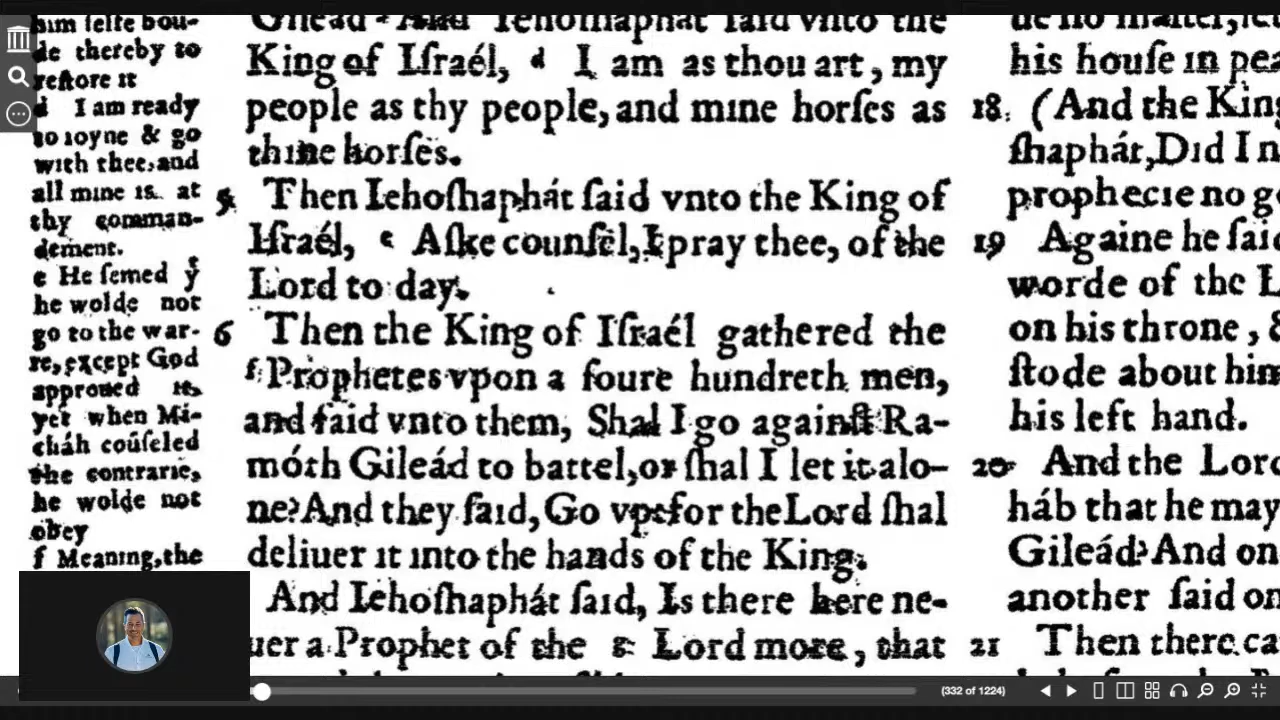 him selfe bou-
de thereby to
restore it
d I am ready
to ioyne & go
with thee, and
all mine is at
thy comman-
dement.
e He semed yͭ
he wolde not
go to the war-
re, except God
approued it,
yet when Mi-
cháh coũseled
the contrarie,
he wolde not
obey
f Meaning, the
Gileád? And Iehoshaphát ſaid vnto the
King of Iſraél, d I am as thou art, my
people as thy people, and mine horſes as
thine horſes.
5 Then Iehoſhaphát ſaid vnto the King of
Iſraél, e Aſke counſel, I pray thee, of the
Lord to day.
6 Then the King of Iſraél gathered the
f Prophetes vpon a foure hundreth men,
and ſaid vnto them, Shal I go againſt Ra-
móth Gileád to battel, or ſhal I let it alo-
ne? And they ſaid, Go vp: for the Lord ſhal
deliuer it into the hands of the King.
And Iehoſhaphát ſaid, Is there here ne-
uer a Prophet of the g Lord more, that
his houſe in pea
18. (And the King
ſhaphát, Did I n
prophecie no go
19 Againe he ſaid
worde of the L
on his throne, &
ſtode about him
his left hand.
20 And the Lord
háb that he may
Gileád? And on
another ſaid on
21 Then there ca
(332 of 1224)